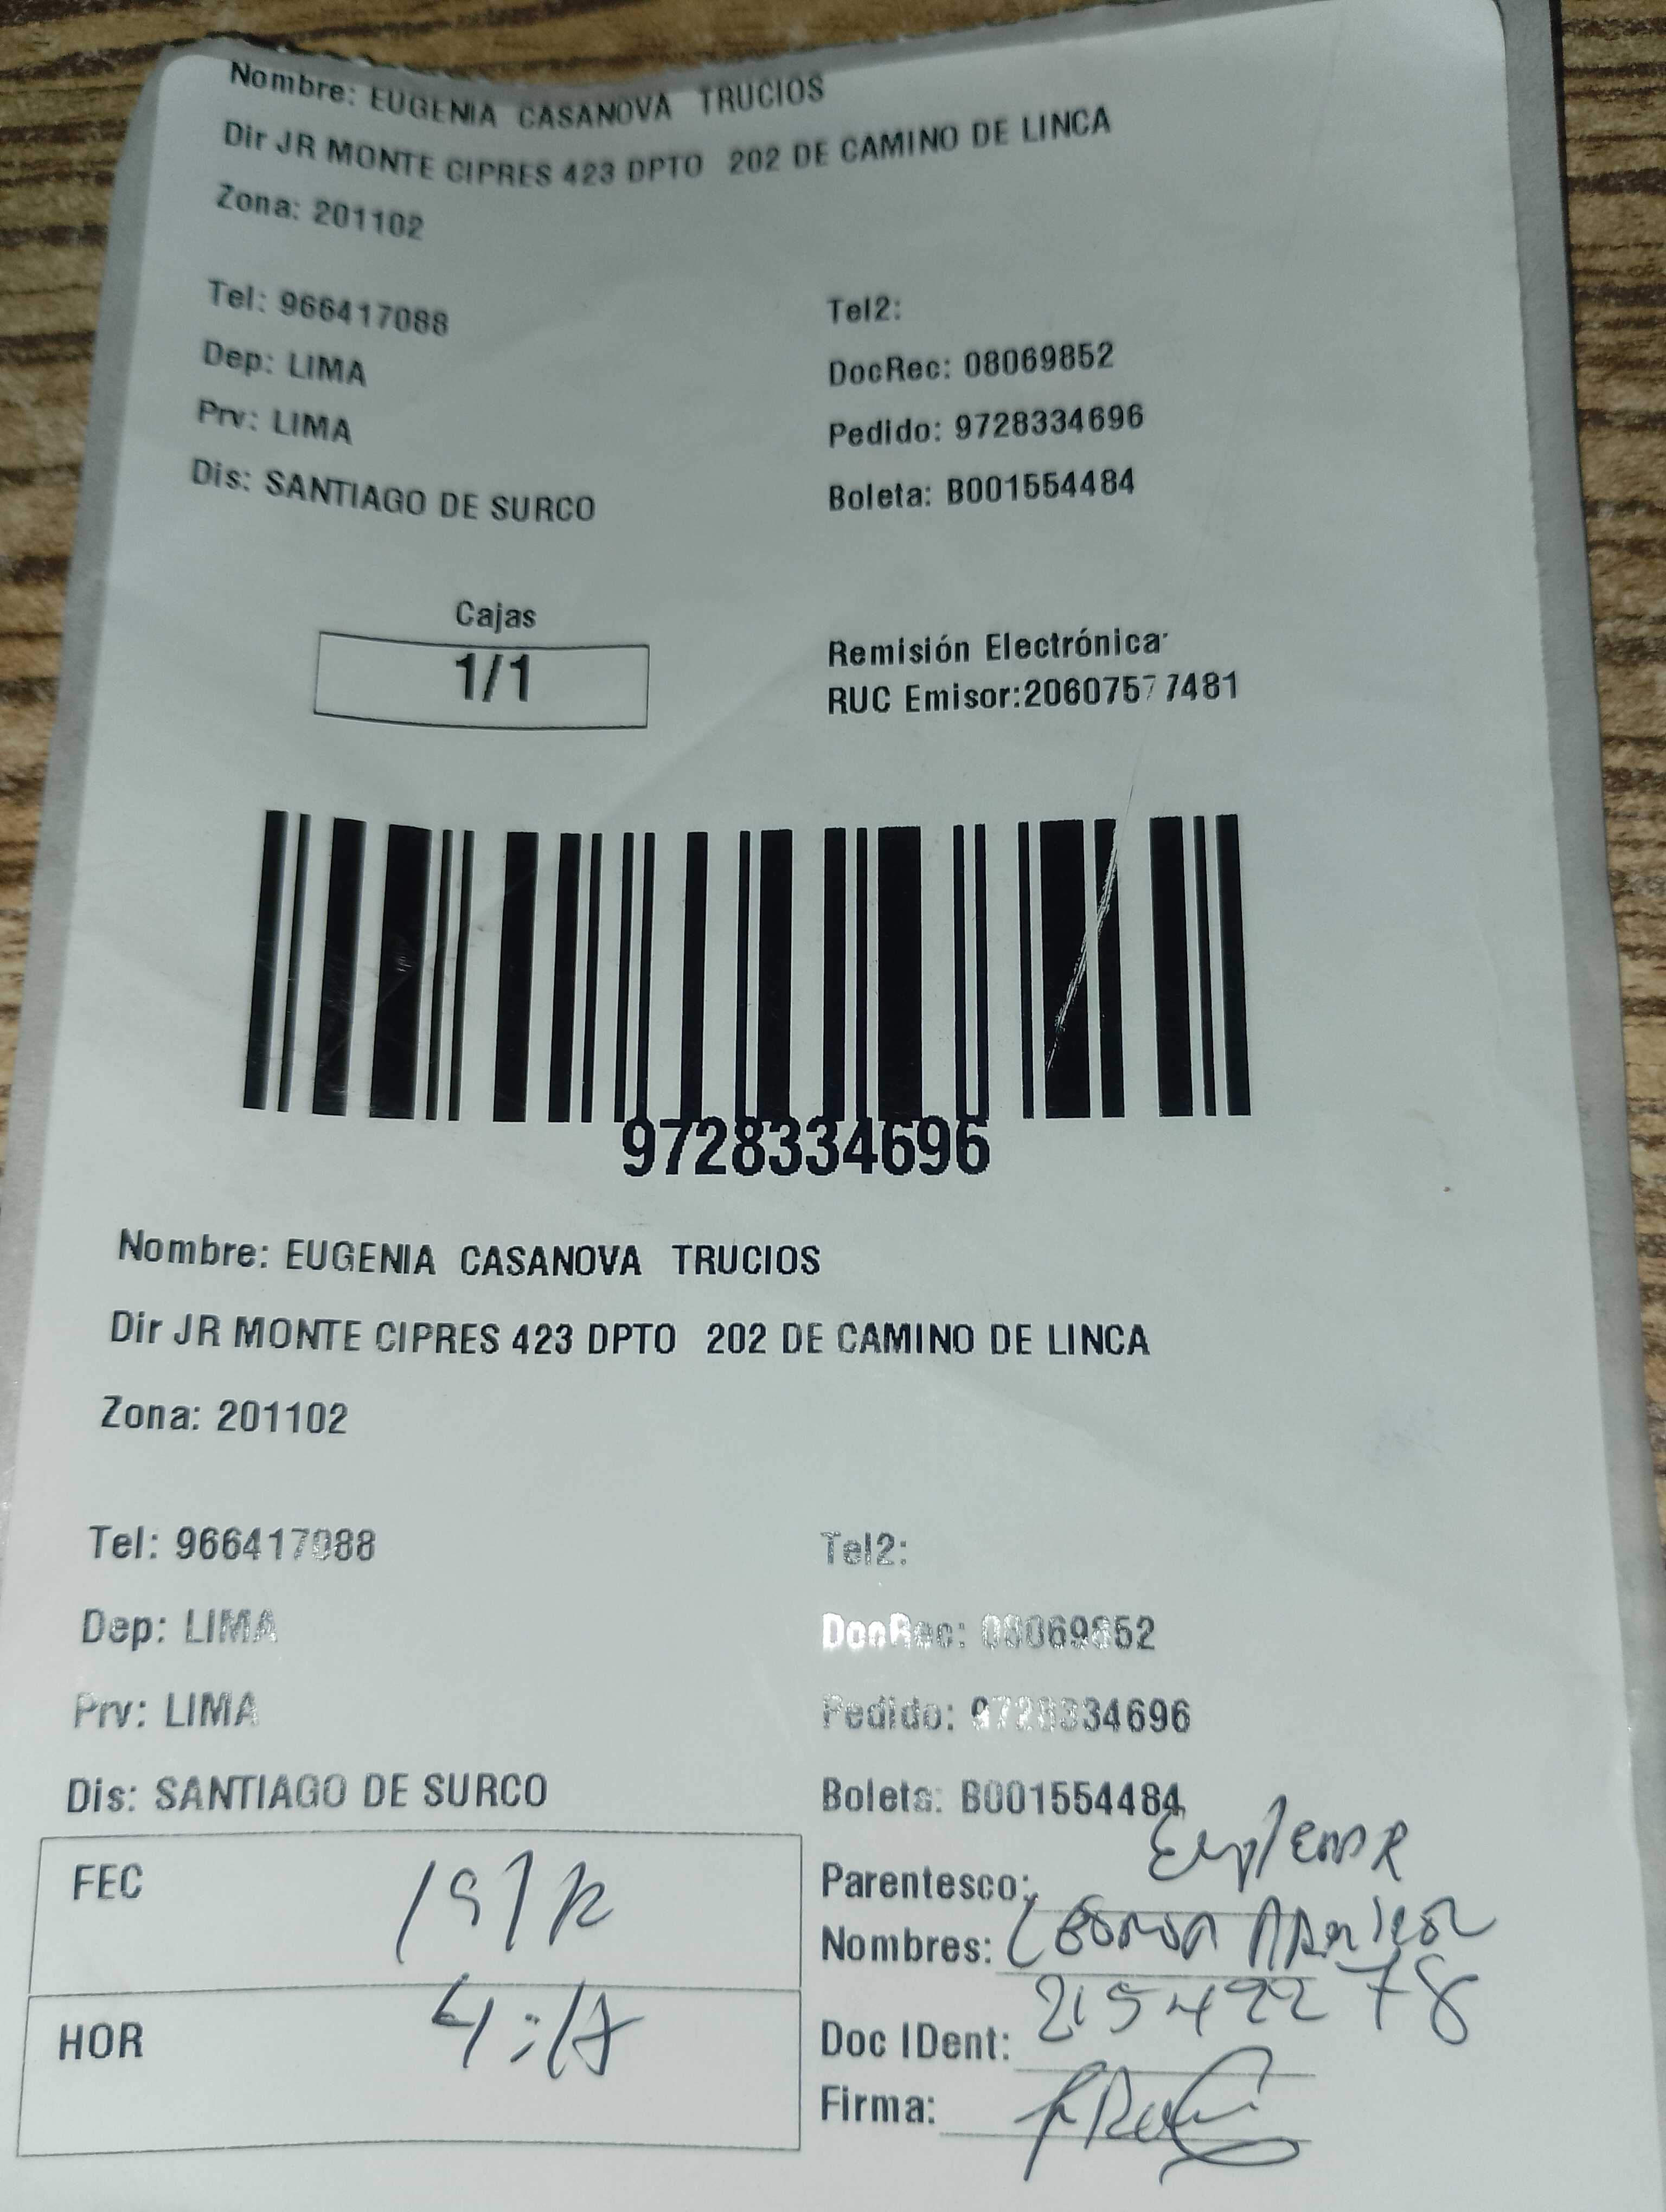 Nombre: EUGENIA CASANOVA TRUCIOS
Dir JR MONTE CIPRES 423 DPTO 202 DE CAMINO DE LINCA
Zona: 201102
Tel: 966417088 Tel2:
Dep: LIMA DocRec: 08069852
Prv: LIMA Pedido: 9728334696
Dis: SANTIAGO DE SURCO Boleta: B001554484
Cajas
1/1
Remisión Electrónica
RUC Emisor:20607577481
9728334696
Nombre: EUGENIA CASANOVA TRUCIOS
Dir JR MONTE CIPRES 423 DPTO 202 DE CAMINO DE LINCA
Zona: 201102
Tel: 966417088 Tel2:
Dep: LIMA DocRec: 08069852
Prv: LIMA Pedido: 9728334696
Dis: SANTIAGO DE SURCO Boleta: B001554484
FEC
Parentesco:
Nombres:
HOR
Doc IDent: 21549278
Firma: